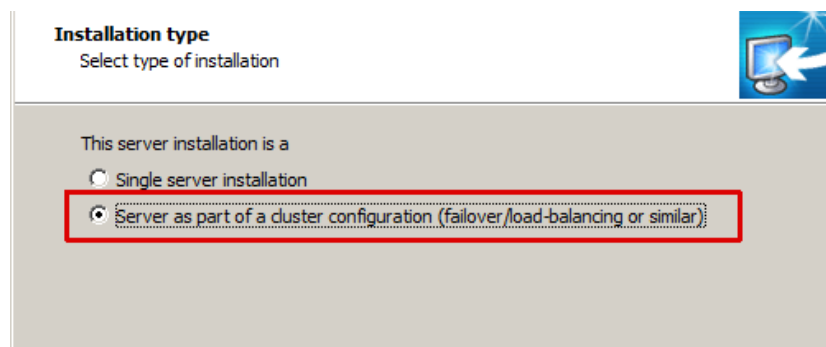 Installation type
Select type of installation
This server installation is a
Single server installation
Server as part of a cluster configuration (failover/load-balancing or similar)